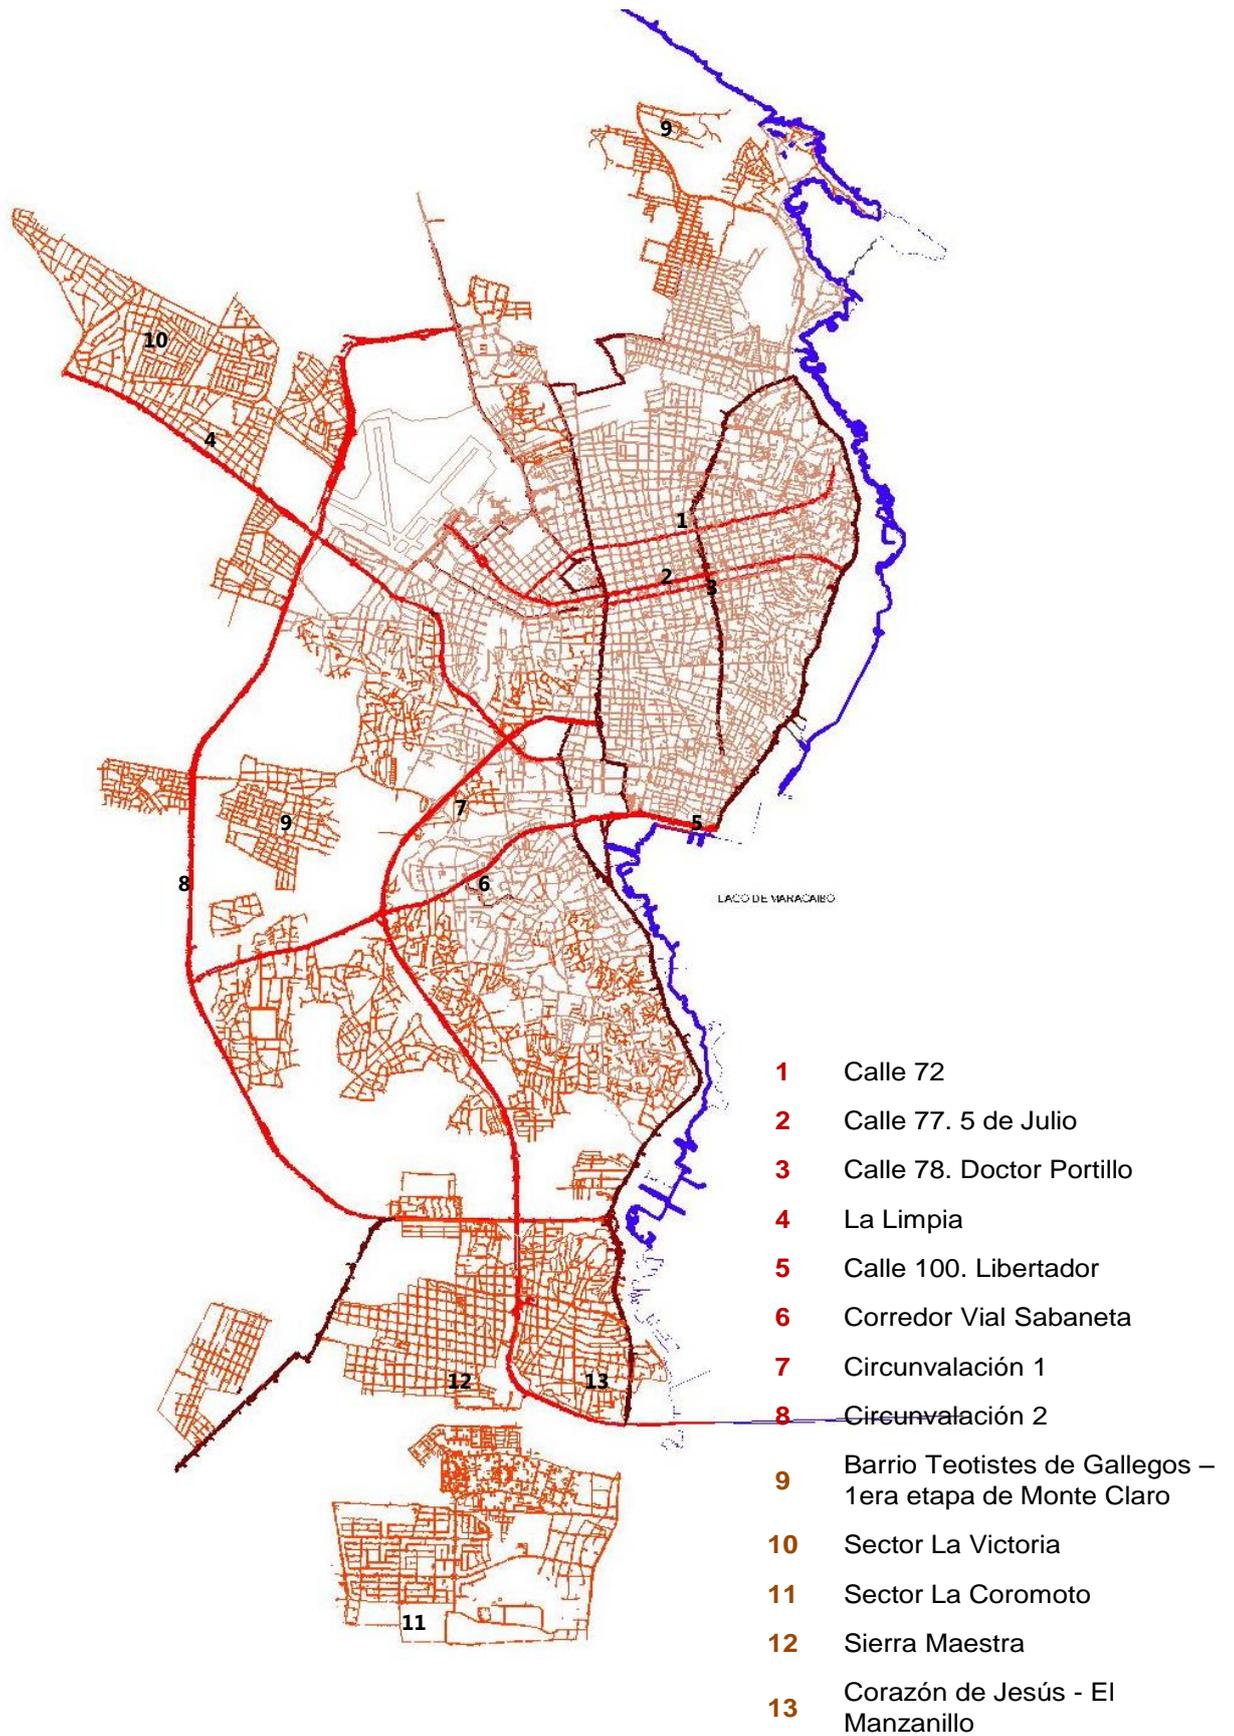 9
10
4
1
2
3
7
5
9
6
8
LAGO DE MARACAIBO
12
13
11
1 Calle 72
2 Calle 77. 5 de Julio
3 Calle 78. Doctor Portillo
4 La Limpia
5 Calle 100. Libertador
6 Corredor Vial Sabaneta
7 Circunvalación 1
8 Circunvalación 2
9 Barrio Teotistes de Gallegos –
1era etapa de Monte Claro
10 Sector La Victoria
11 Sector La Coromoto
12 Sierra Maestra
13 Corazón de Jesús - El
Manzanillo